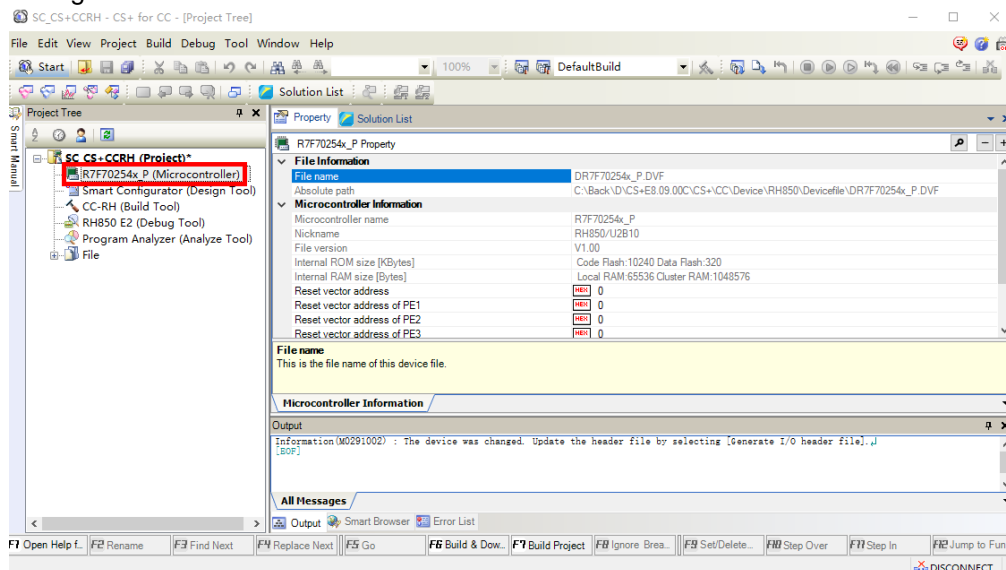 SC_CS+CCRH - CS+ for CC - [Project Tree]
File Edit View Project Build Debug Tool Window Help
Start 100% DefaultBuild
Solution List
Project Tree
Property Solution List
Smart Manual
R7F70254x_P Property
SC_CS+CCRH (Project)*
R7F70254x_P (Microcontroller)
Smart Configurator (Design Tool)
CC-RH (Build Tool)
RH850 E2 (Debug Tool)
Program Analyzer (Analyze Tool)
File
File Information
File name DR7F70254x_P.DVF
Absolute path C:\Back\D\CS+E8.09.00C\CS+\CC\Device\RH850\Devicefile\DR7F70254x_P.DVF
Microcontroller Information
Microcontroller name R7F70254x_P
Nickname RH850/U2B10
File version V1.00
Internal ROM size [KBytes] Code Flash:10240 Data Flash:320
Internal RAM size [Bytes] Local RAM:65536 Cluster RAM:1048576
Reset vector address HEX 0
Reset vector address of PE1 HEX 0
Reset vector address of PE2 HEX 0
Reset vector address of PE3 HEX 0
File name
This is the file name of this device file.
Microcontroller Information
Output
Information(M0291002) : The device was changed. Update the header file by selecting [Generate I/O header file].
[EOF]
All Messages
Output Smart Browser Error List
F1 Open Help f... F2 Rename F3 Find Next F4 Replace Next F5 Go F6 Build & Dow... F7 Build Project F8 Ignore Brea... F9 Set/Delete... F10 Step Over F11 Step In F12 Jump to Fun
DISCONNECT